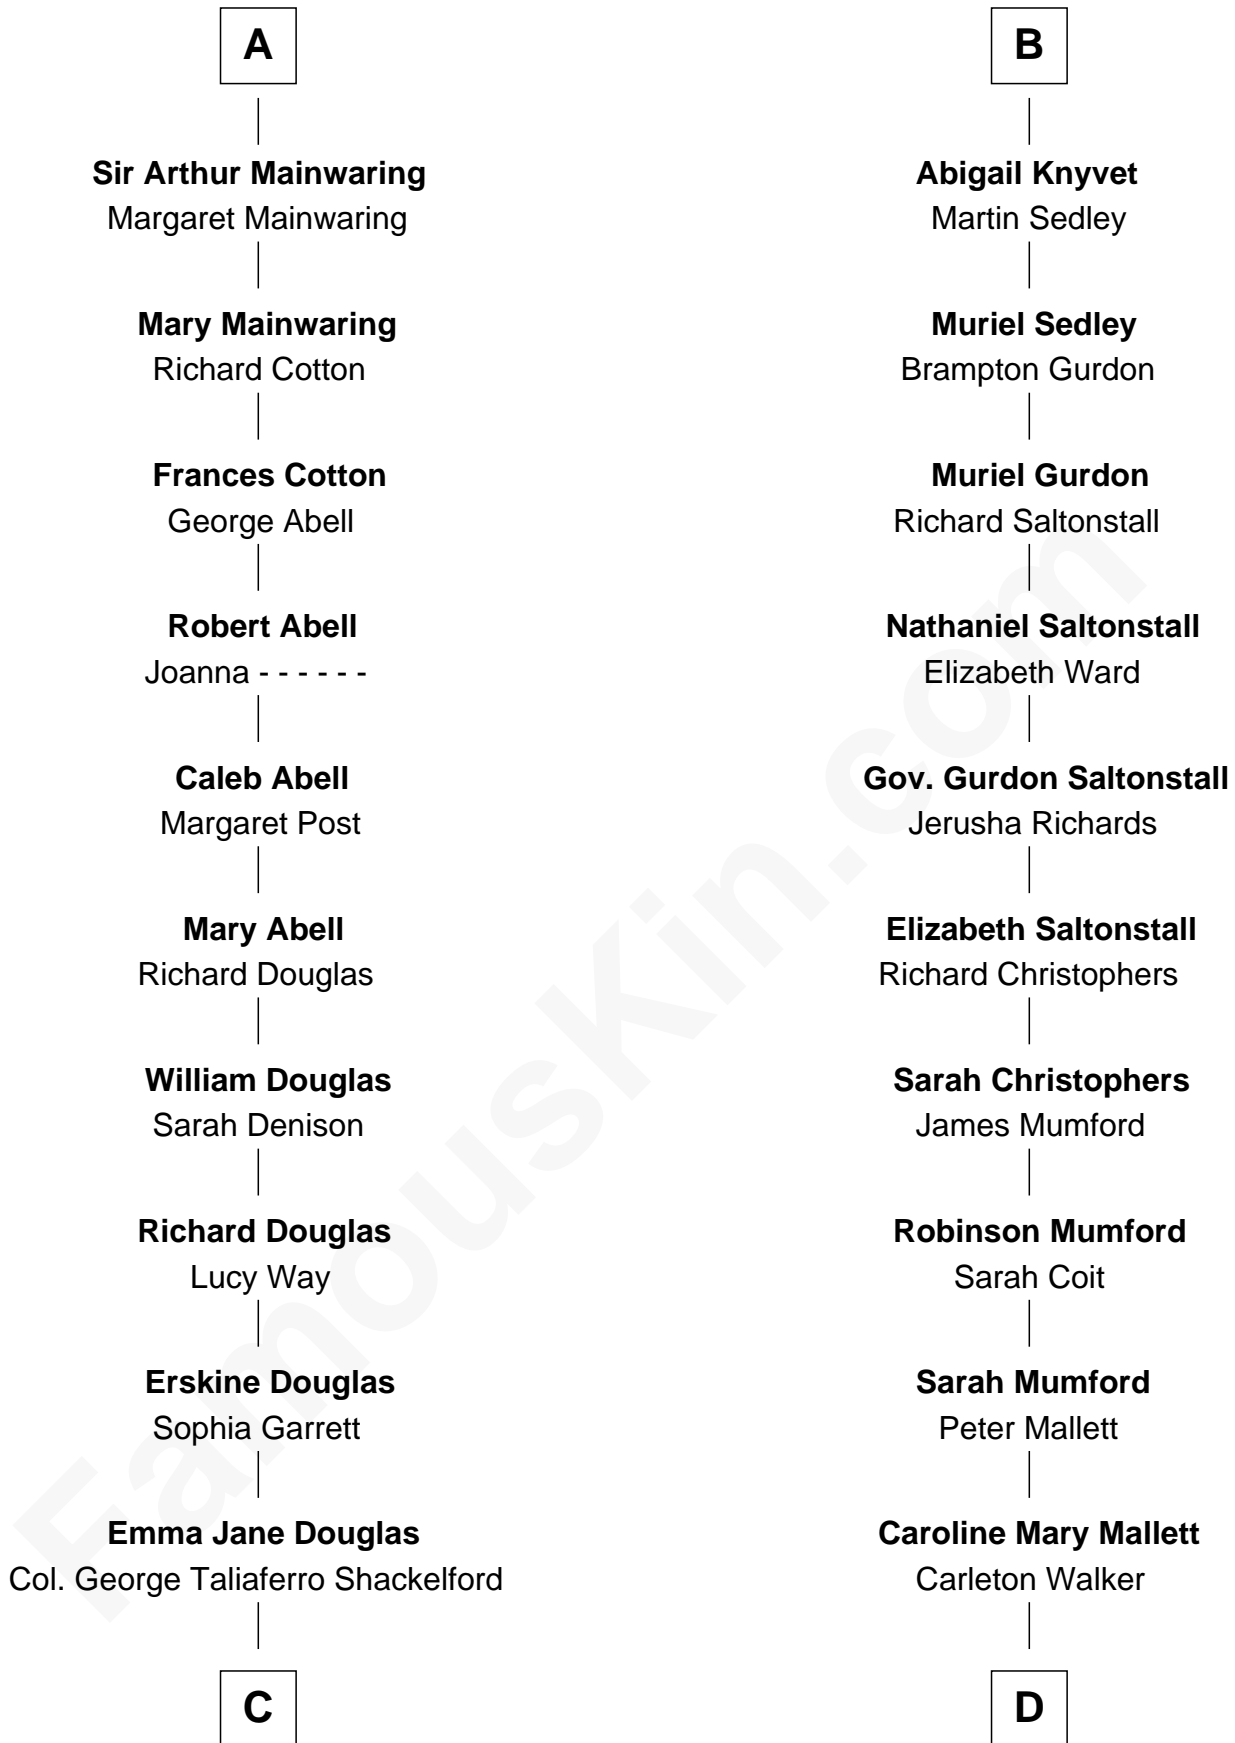 A
Sir Arthur Mainwaring
Margaret Mainwaring
Mary Mainwaring
Richard Cotton
Frances Cotton
George Abell
Robert Abell
Joanna - - - - - -
Caleb Abell
Margaret Post
Mary Abell
Richard Douglas
William Douglas
Sarah Denison
Richard Douglas
Lucy Way
Erskine Douglas
Sophia Garrett
Emma Jane Douglas
Col. George Taliaferro Shackelford
C
B
Abigail Knyvet
Martin Sedley
Muriel Sedley
Brampton Gurdon
Muriel Gurdon
Richard Saltonstall
Nathaniel Saltonstall
Elizabeth Ward
Gov. Gurdon Saltonstall
Jerusha Richards
Elizabeth Saltonstall
Richard Christophers
Sarah Christophers
James Mumford
Robinson Mumford
Sarah Coit
Sarah Mumford
Peter Mallett
Caroline Mary Mallett
Carleton Walker
D
FamousKin.com